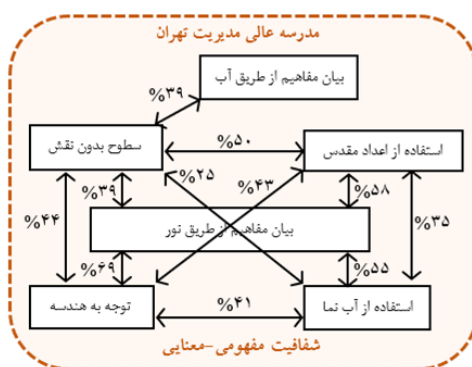 مدرسه عالی مدیریت تهران
بیان مفاهیم از طریق آب
%۳۹
سطوح بدون نقش
%۵۰
استفاده از اعداد مقدس
%۲۵
%۴۳
%۳۹
%۵۸
%۴۴
%۳۵
بیان مفاهیم از طریق نور
%۶۹
%۵۵
توجه به هندسه
%۴۱
استفاده از آب نما
شفافیت مفهومی-معنایی